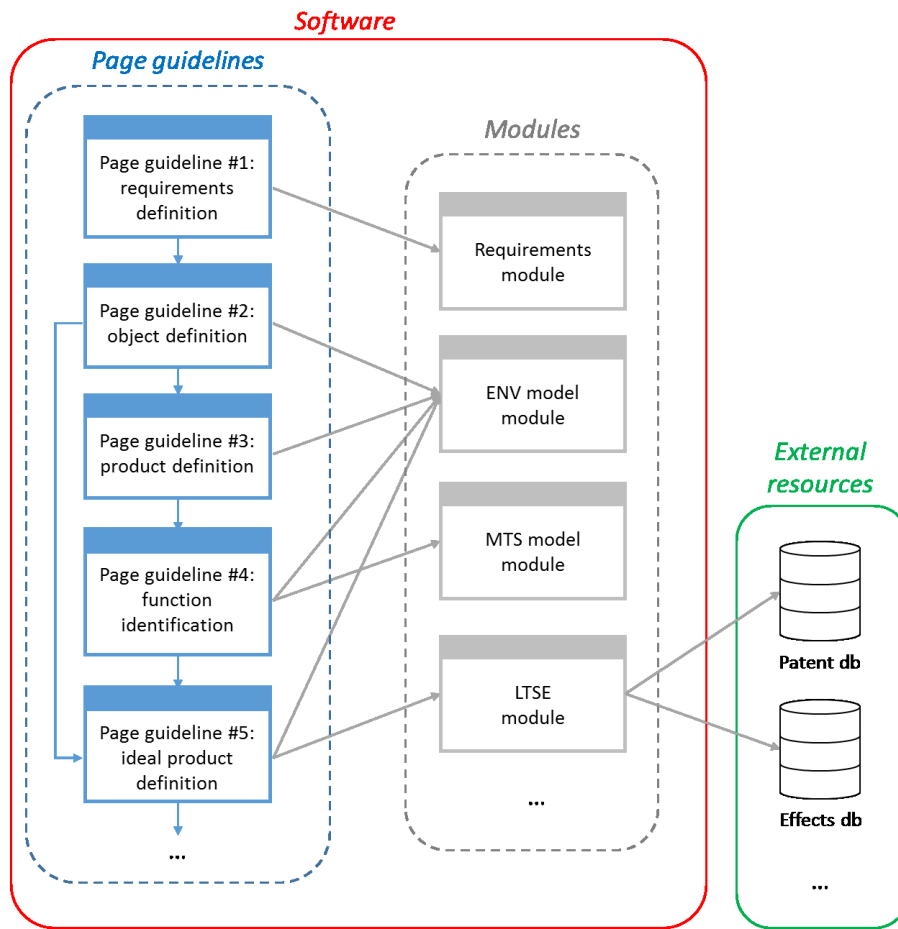 Software
Page guidelines
Page guideline #1:
requirements
definition
Page guideline #2:
object definition
Page guideline #3:
product definition
Page guideline #4:
function
identification
Page guideline #5:
ideal product
definition
...
Modules
Requirements
module
ENV model
module
MTS model
module
LTSE
module
...
External
resources
Patent db
Effects db
...